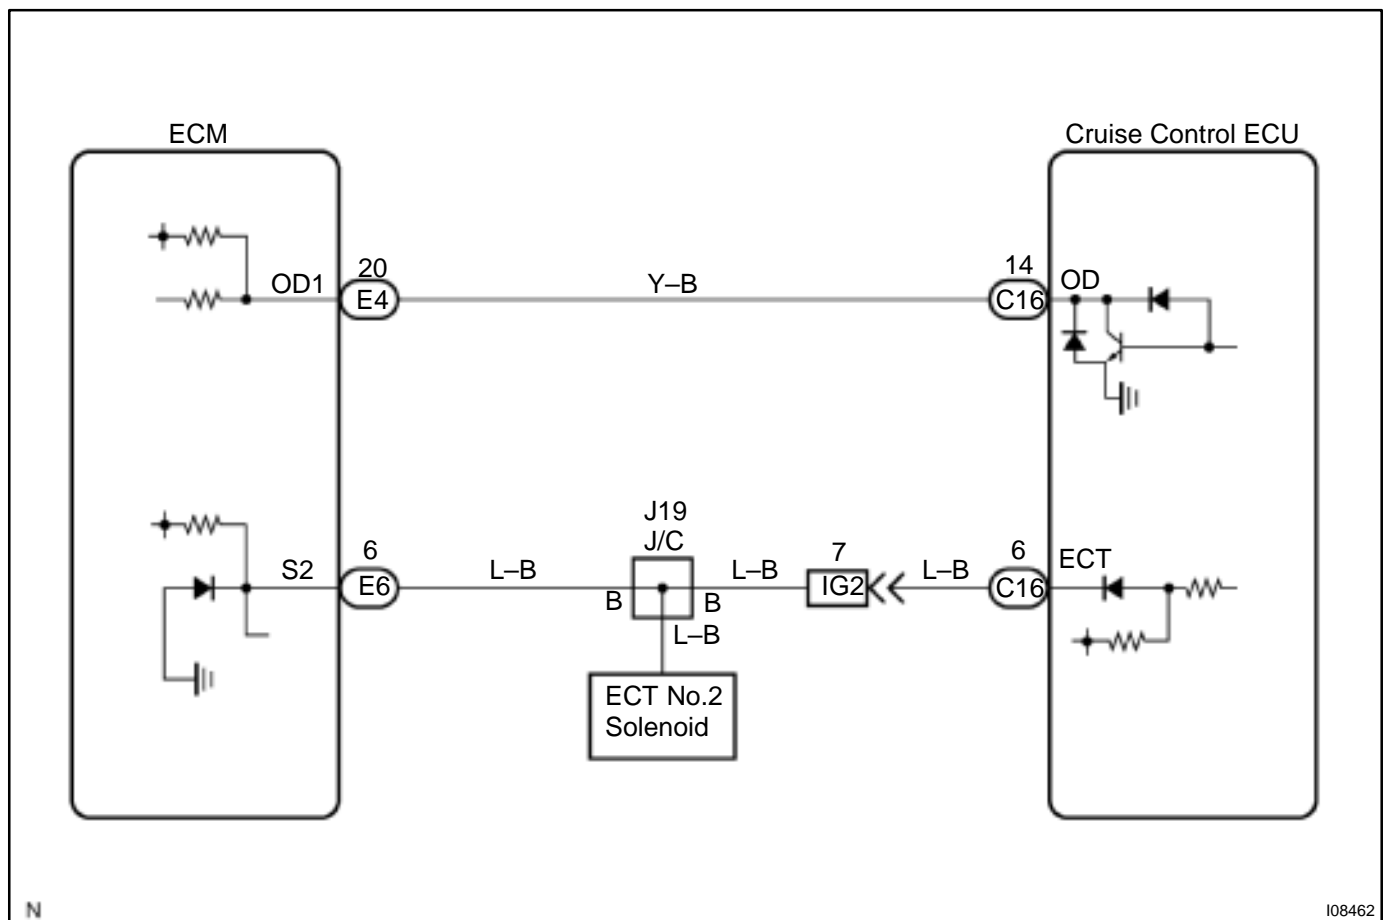 ECM
Cruise Control ECU
OD1
20
E4
Y–B
14
C16
OD
S2
6
E6
L–B
J19
J/C
B
B
L–B
7
IG2
L–B
6
C16
ECT
L–B
ECT No.2
Solenoid
N
I08462